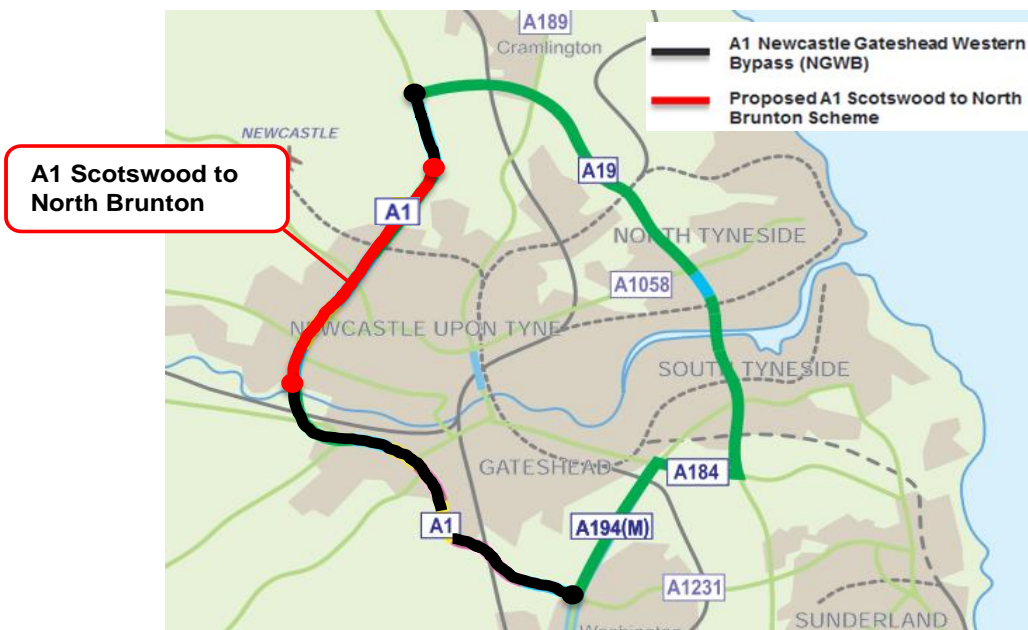 A189
Cramlington
A1 Newcastle Gateshead Western
Bypass (NGWB)
Proposed A1 Scotswood to North
Brunton Scheme
NEWCASTLE
A1 Scotswood to
North Brunton
A19
A1
NORTH TYNESIDE
A1058
NEWCASTLE UPON TYNE
SOUTH TYNESIDE
GATESHEAD
A184
A1
A194(M)
A1231
Washington
SUNDERLAND